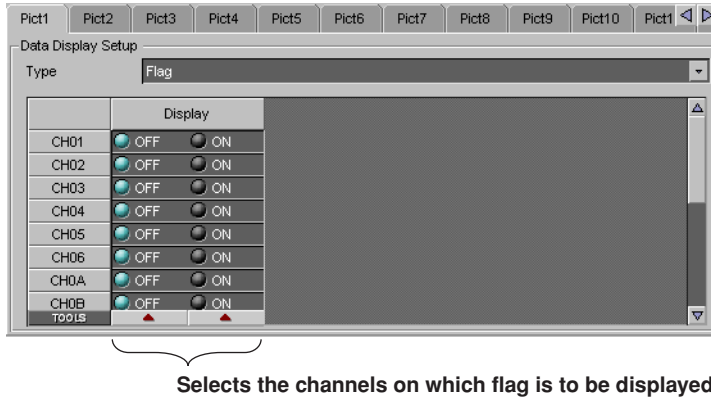 Pict1 Pict2 Pict3 Pict4 Pict5 Pict6 Pict7 Pict8 Pict9 Pict10 Pict1
Data Display Setup
Type Flag
Display
CH01 OFF ON
CH02 OFF ON
CH03 OFF ON
CH04 OFF ON
CH05 OFF ON
CH06 OFF ON
CH0A OFF ON
CH0B OFF ON
TOOLS
Selects the channels on which flag is to be displayed